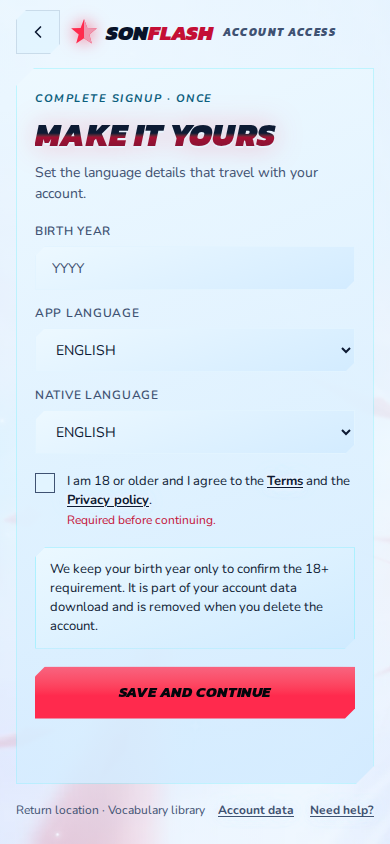 SONFLASH ACCOUNT ACCESS
COMPLETE SIGNUP · ONCE
MAKE IT YOURS
Set the language details that travel with your
account.
BIRTH YEAR
YYYY
APP LANGUAGE
ENGLISH
NATIVE LANGUAGE
ENGLISH
I am 18 or older and I agree to the Terms and the
Privacy policy.
Required before continuing.
We keep your birth year only to confirm the 18+
requirement. It is part of your account data
download and is removed when you delete the
account.
SAVE AND CONTINUE
Return location · Vocabulary library Account data Need help?